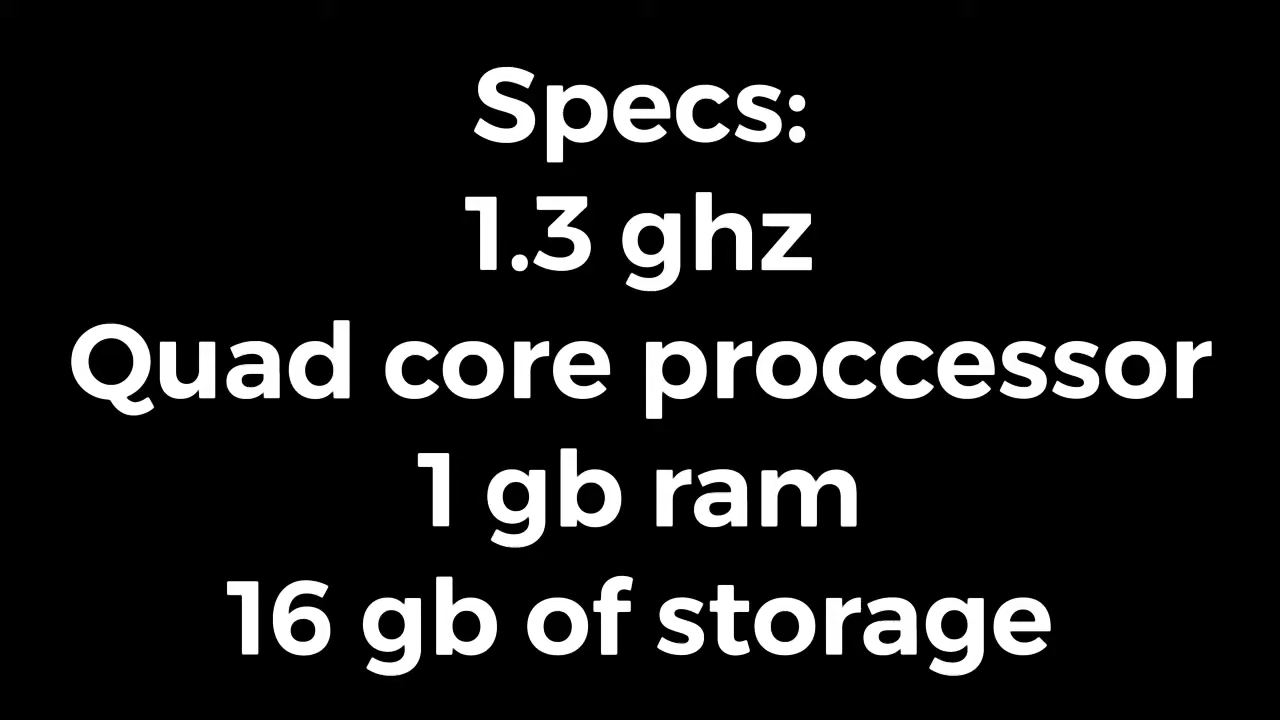 Specs:
1.3 ghz
Quad core proccessor
1 gb ram
16 gb of storage